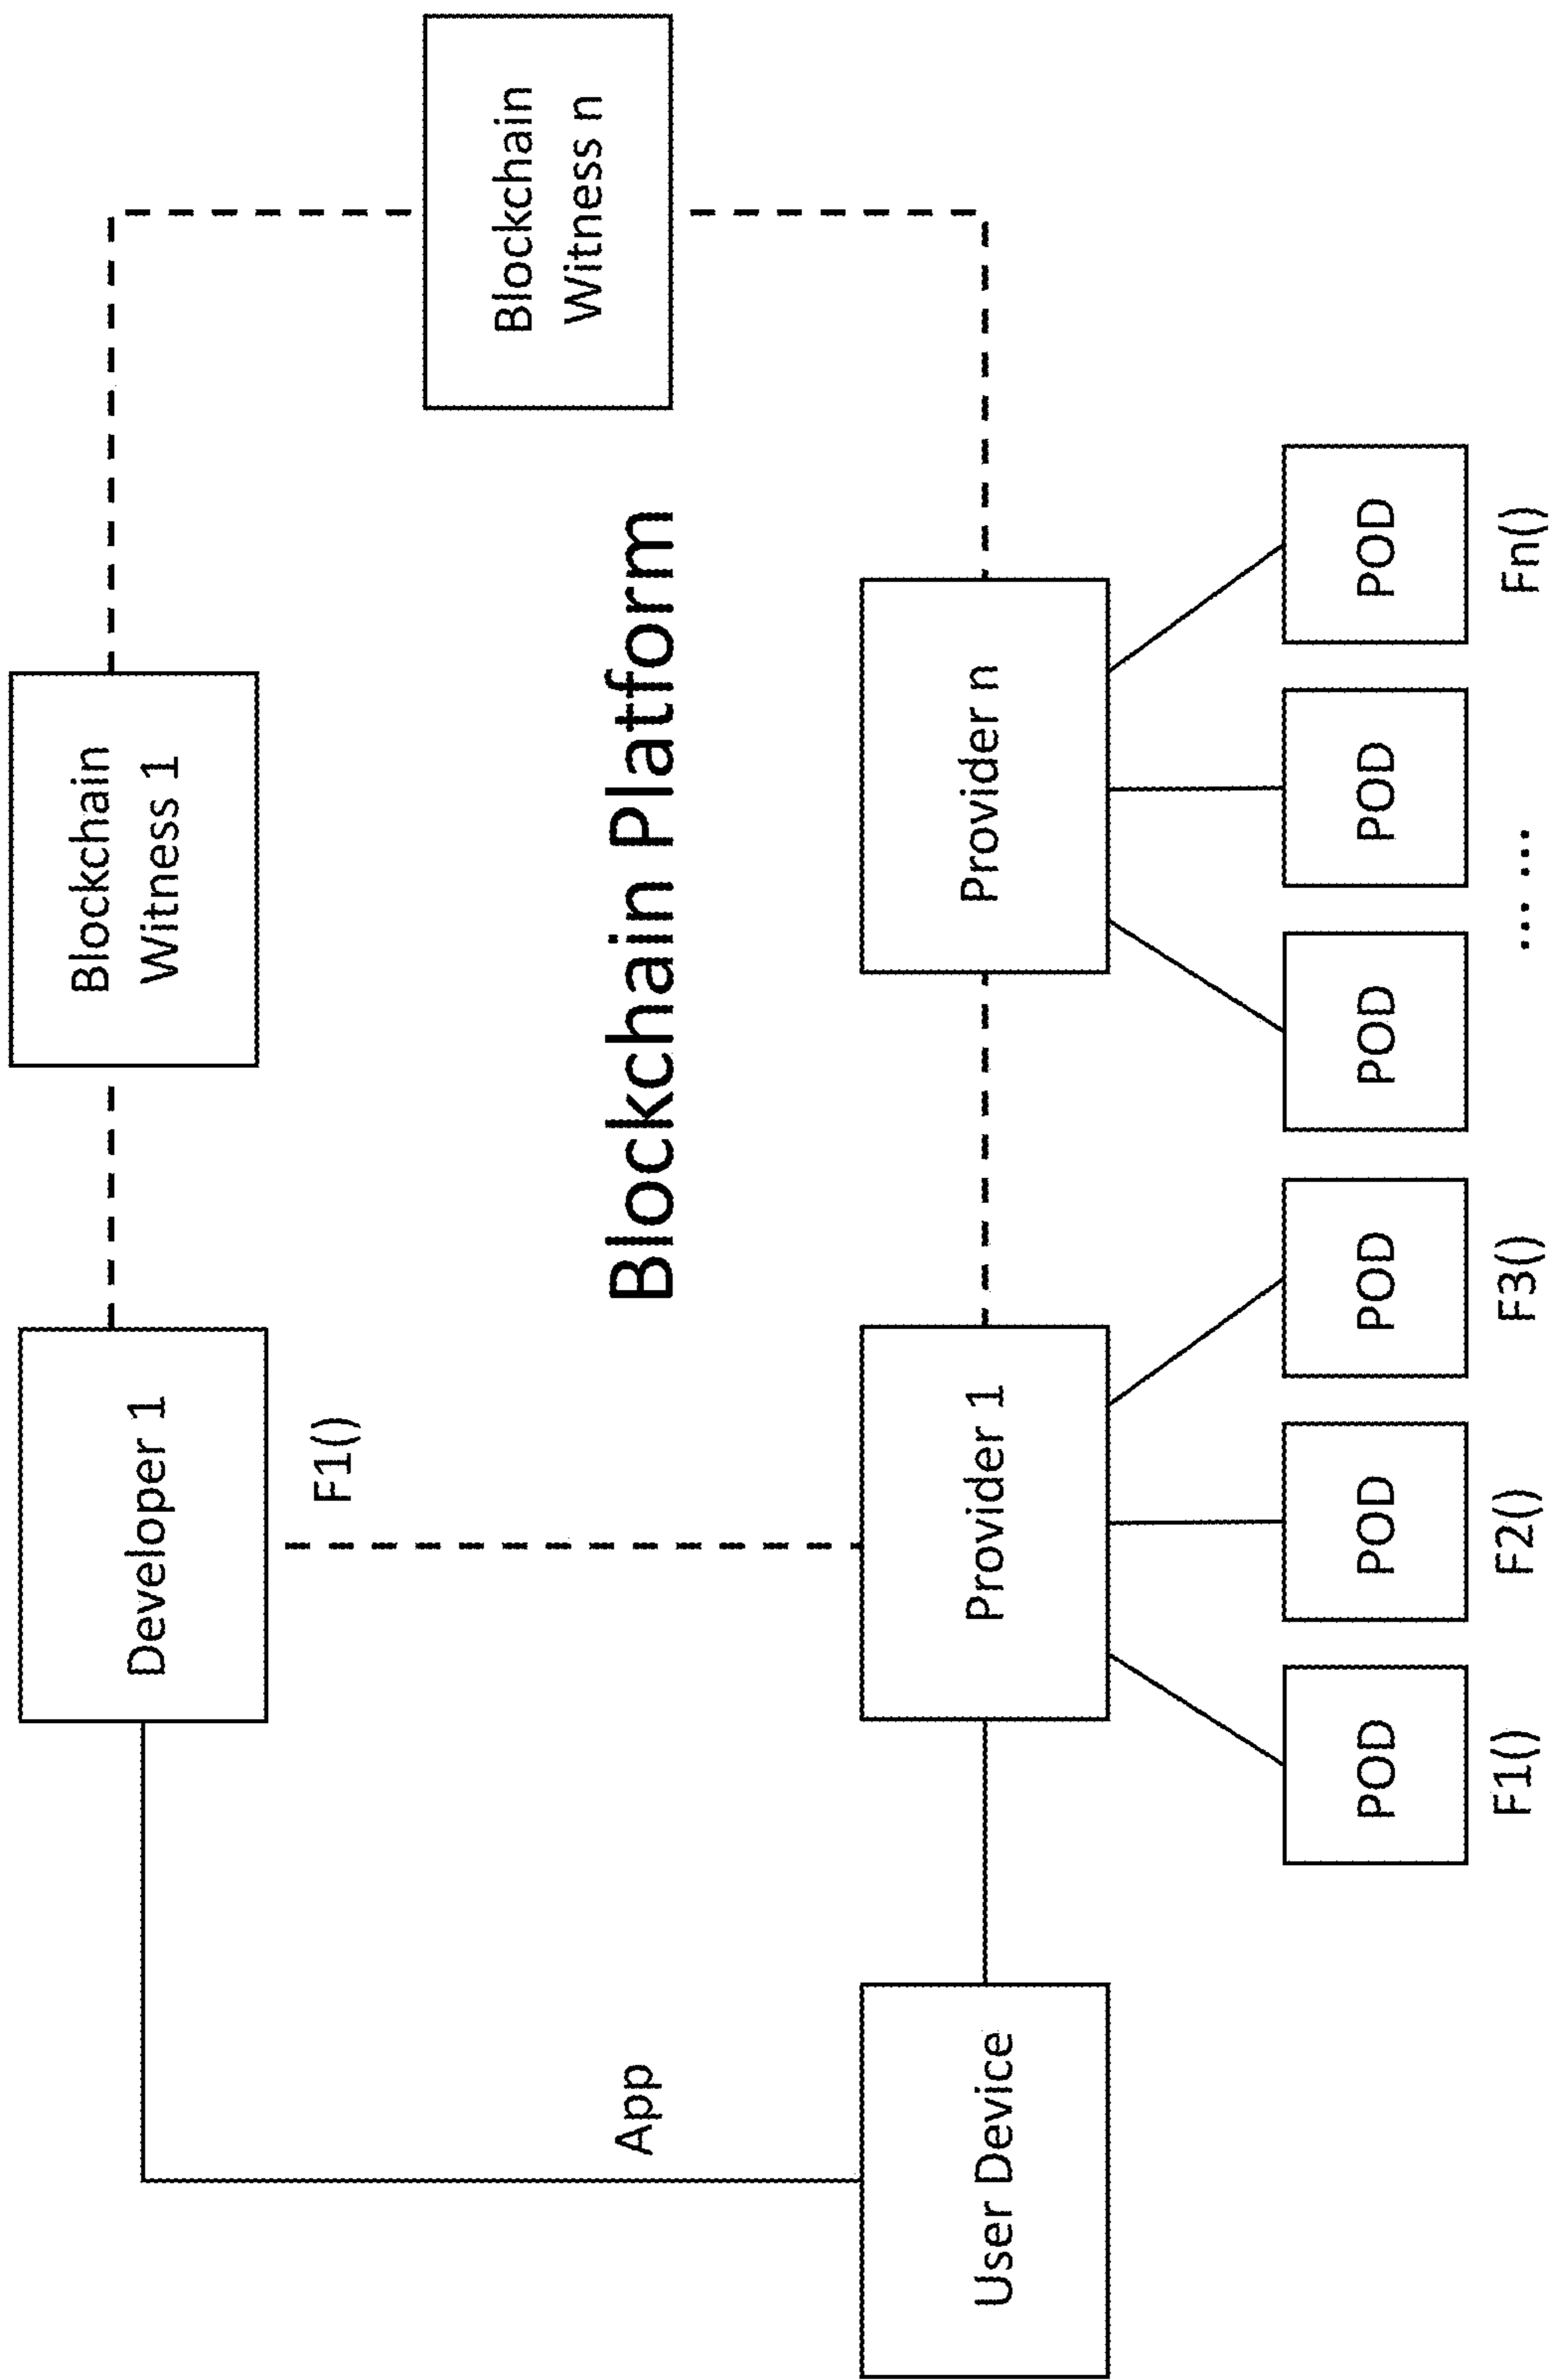 Developer 1
Blockchain
Witness 1
F1()
Blockchain
Witness n
App
Blockchain Platform
User Device
Provider 1
Provider n
POD
POD
POD
POD
POD
POD
F1()
F2()
F3()
... ...
Fn()